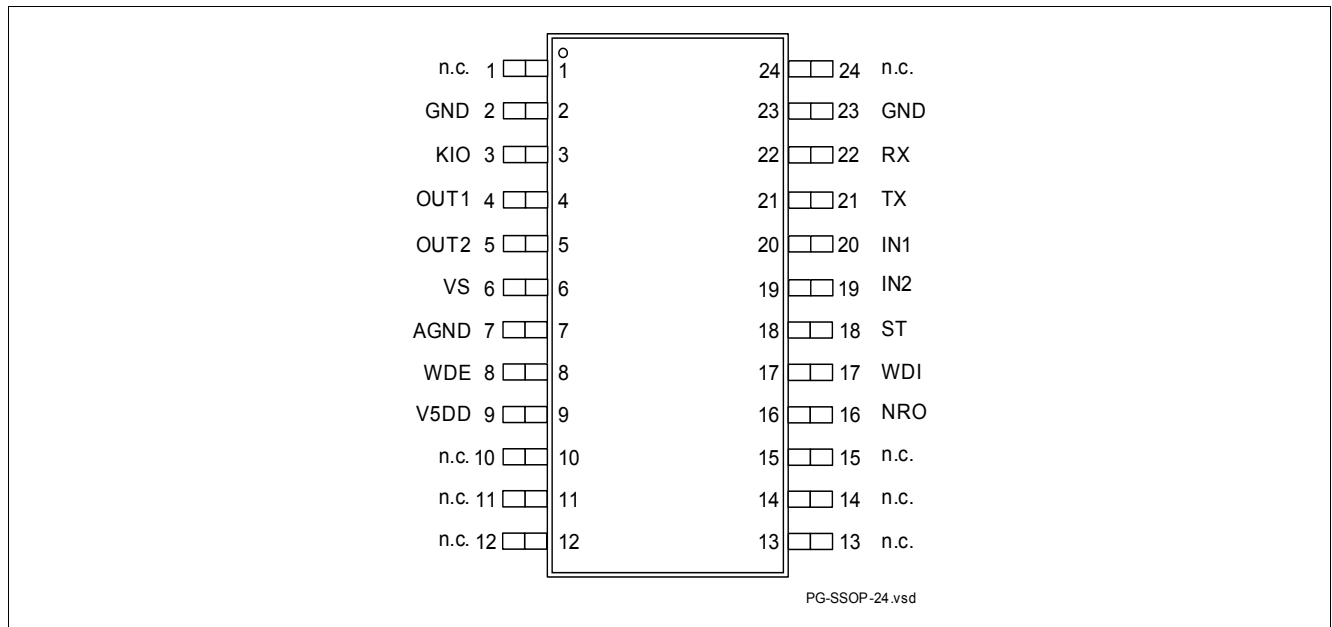 n.c. 1 1 24 24 n.c.
GND 2 2 23 23 GND
KIO 3 3 22 22 RX
OUT1 4 4 21 21 TX
OUT2 5 5 20 20 IN1
VS 6 6 19 19 IN2
AGND 7 7 18 18 ST
WDE 8 8 17 17 WDI
V5DD 9 9 16 16 NRO
n.c. 10 10 15 15 n.c.
n.c. 11 11 14 14 n.c.
n.c. 12 12 13 13 n.c.
PG-SSOP-24.vsd